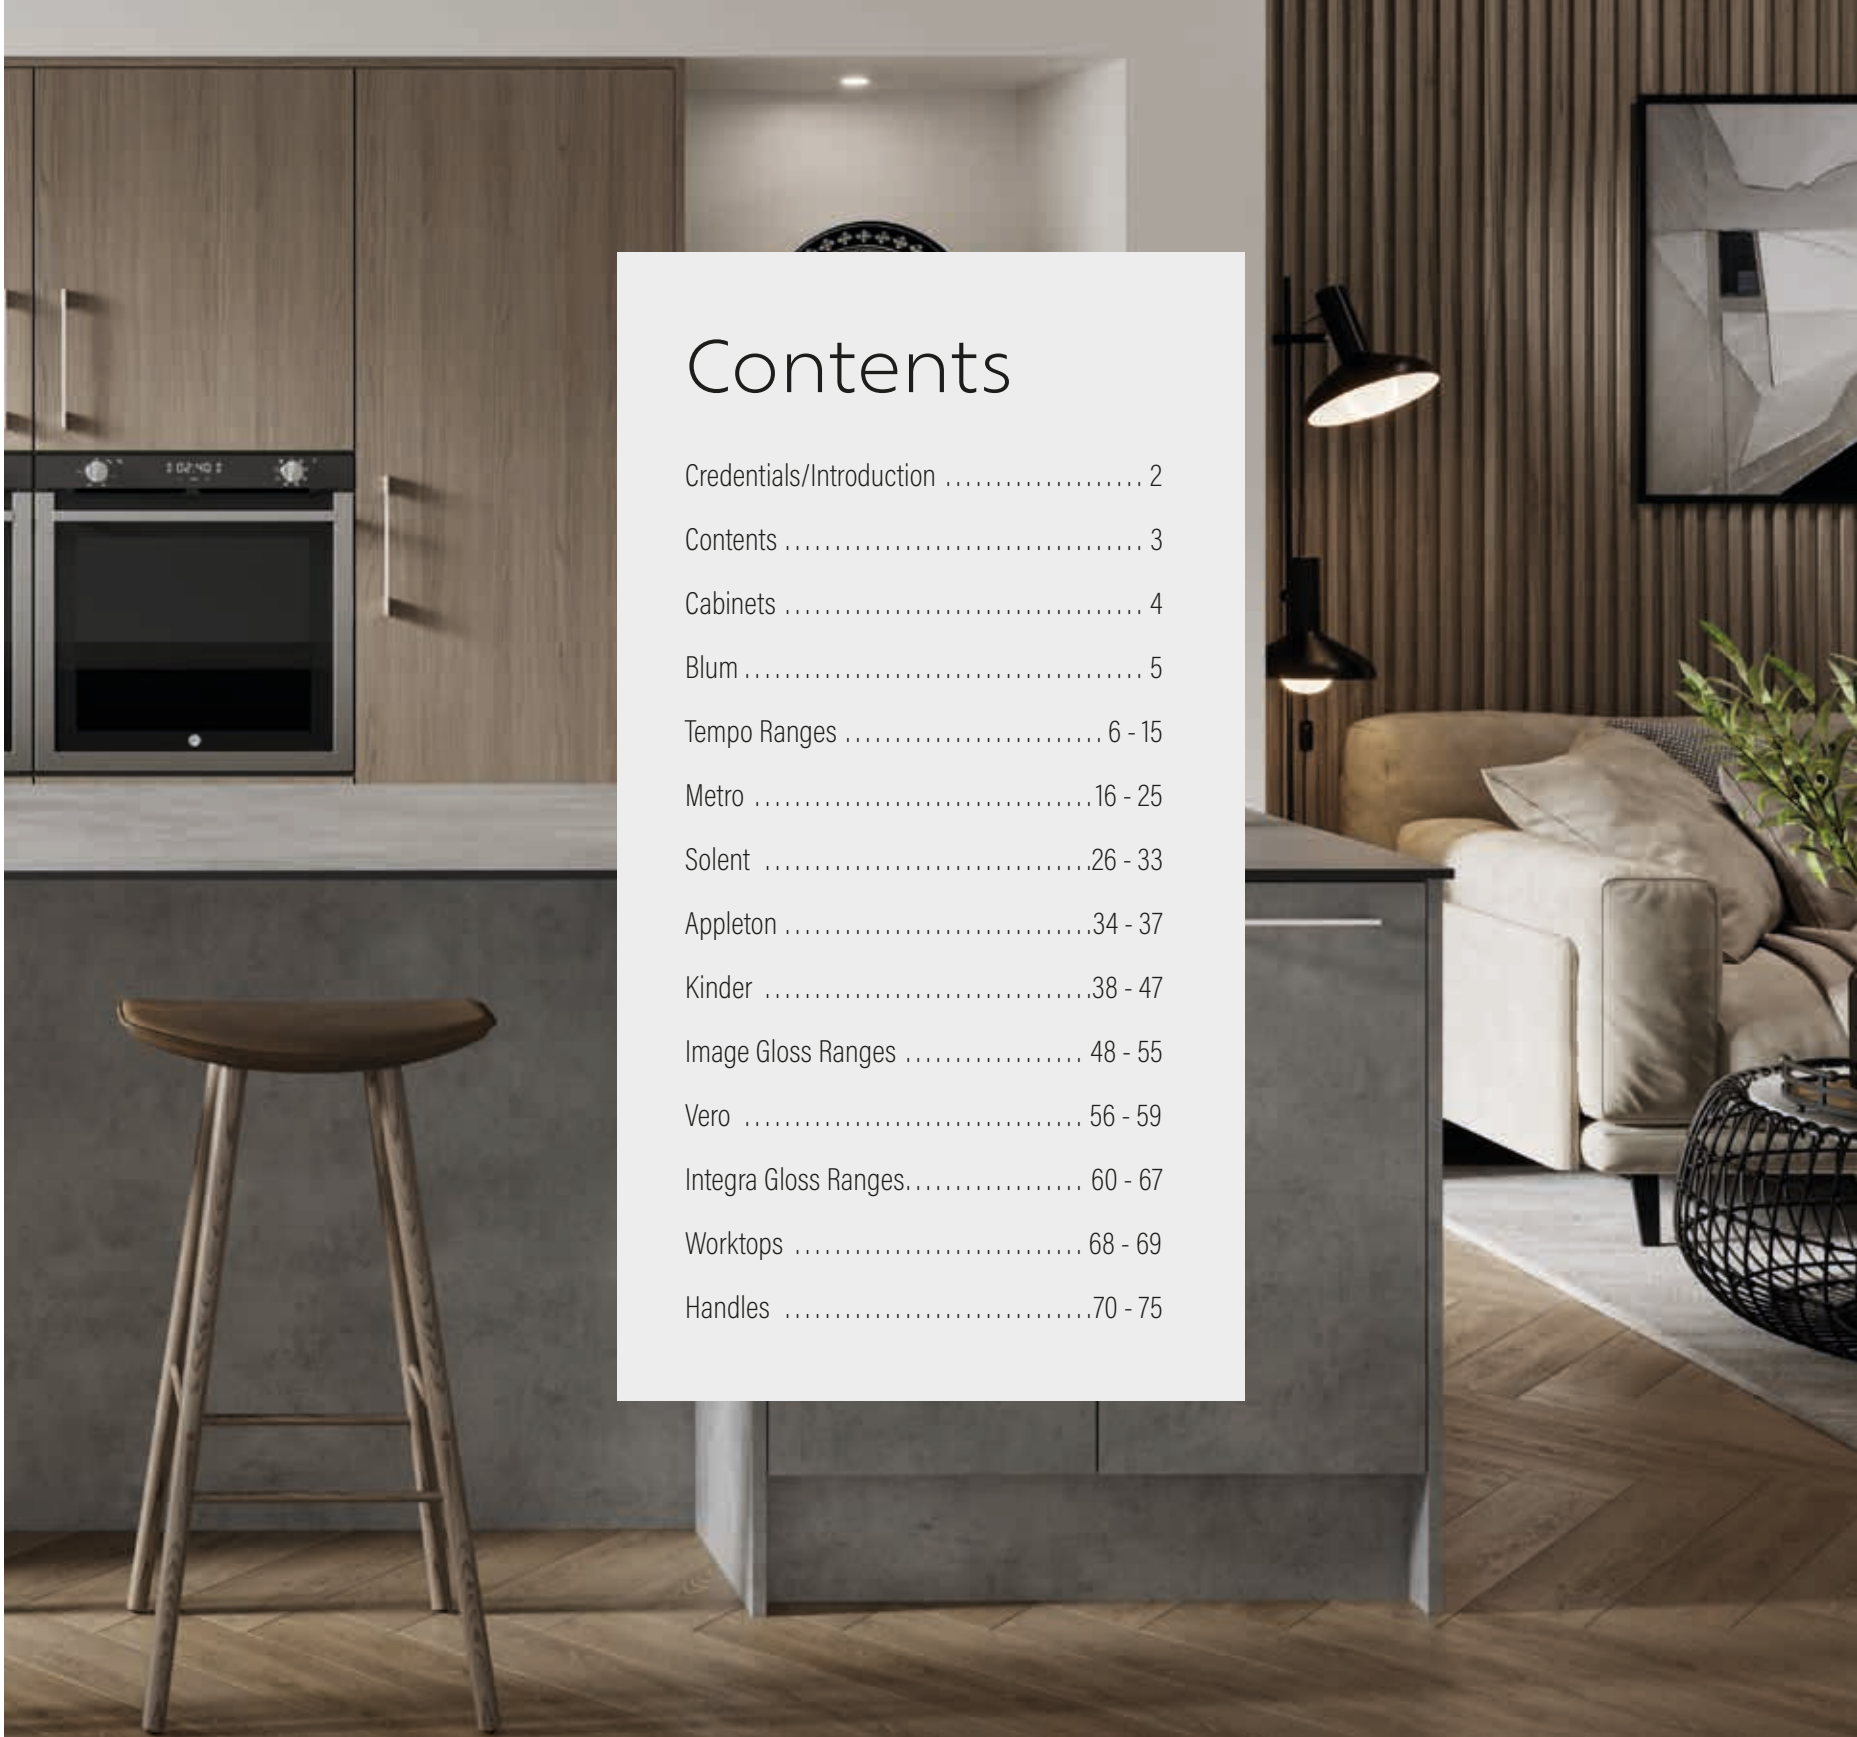 02:40
Contents
Credentials/Introduction .................... 2
Contents .................................... 3
Cabinets .................................... 4
Blum ........................................ 5
Tempo Ranges .......................... 6 - 15
Metro ..................................16 - 25
Solent .................................26 - 33
Appleton ...............................34 - 37
Kinder .................................38 - 47
Image Gloss Ranges .................. 48 - 55
Vero .................................. 56 - 59
Integra Gloss Ranges.................. 60 - 67
Worktops ............................. 68 - 69
Handles ...............................70 - 75